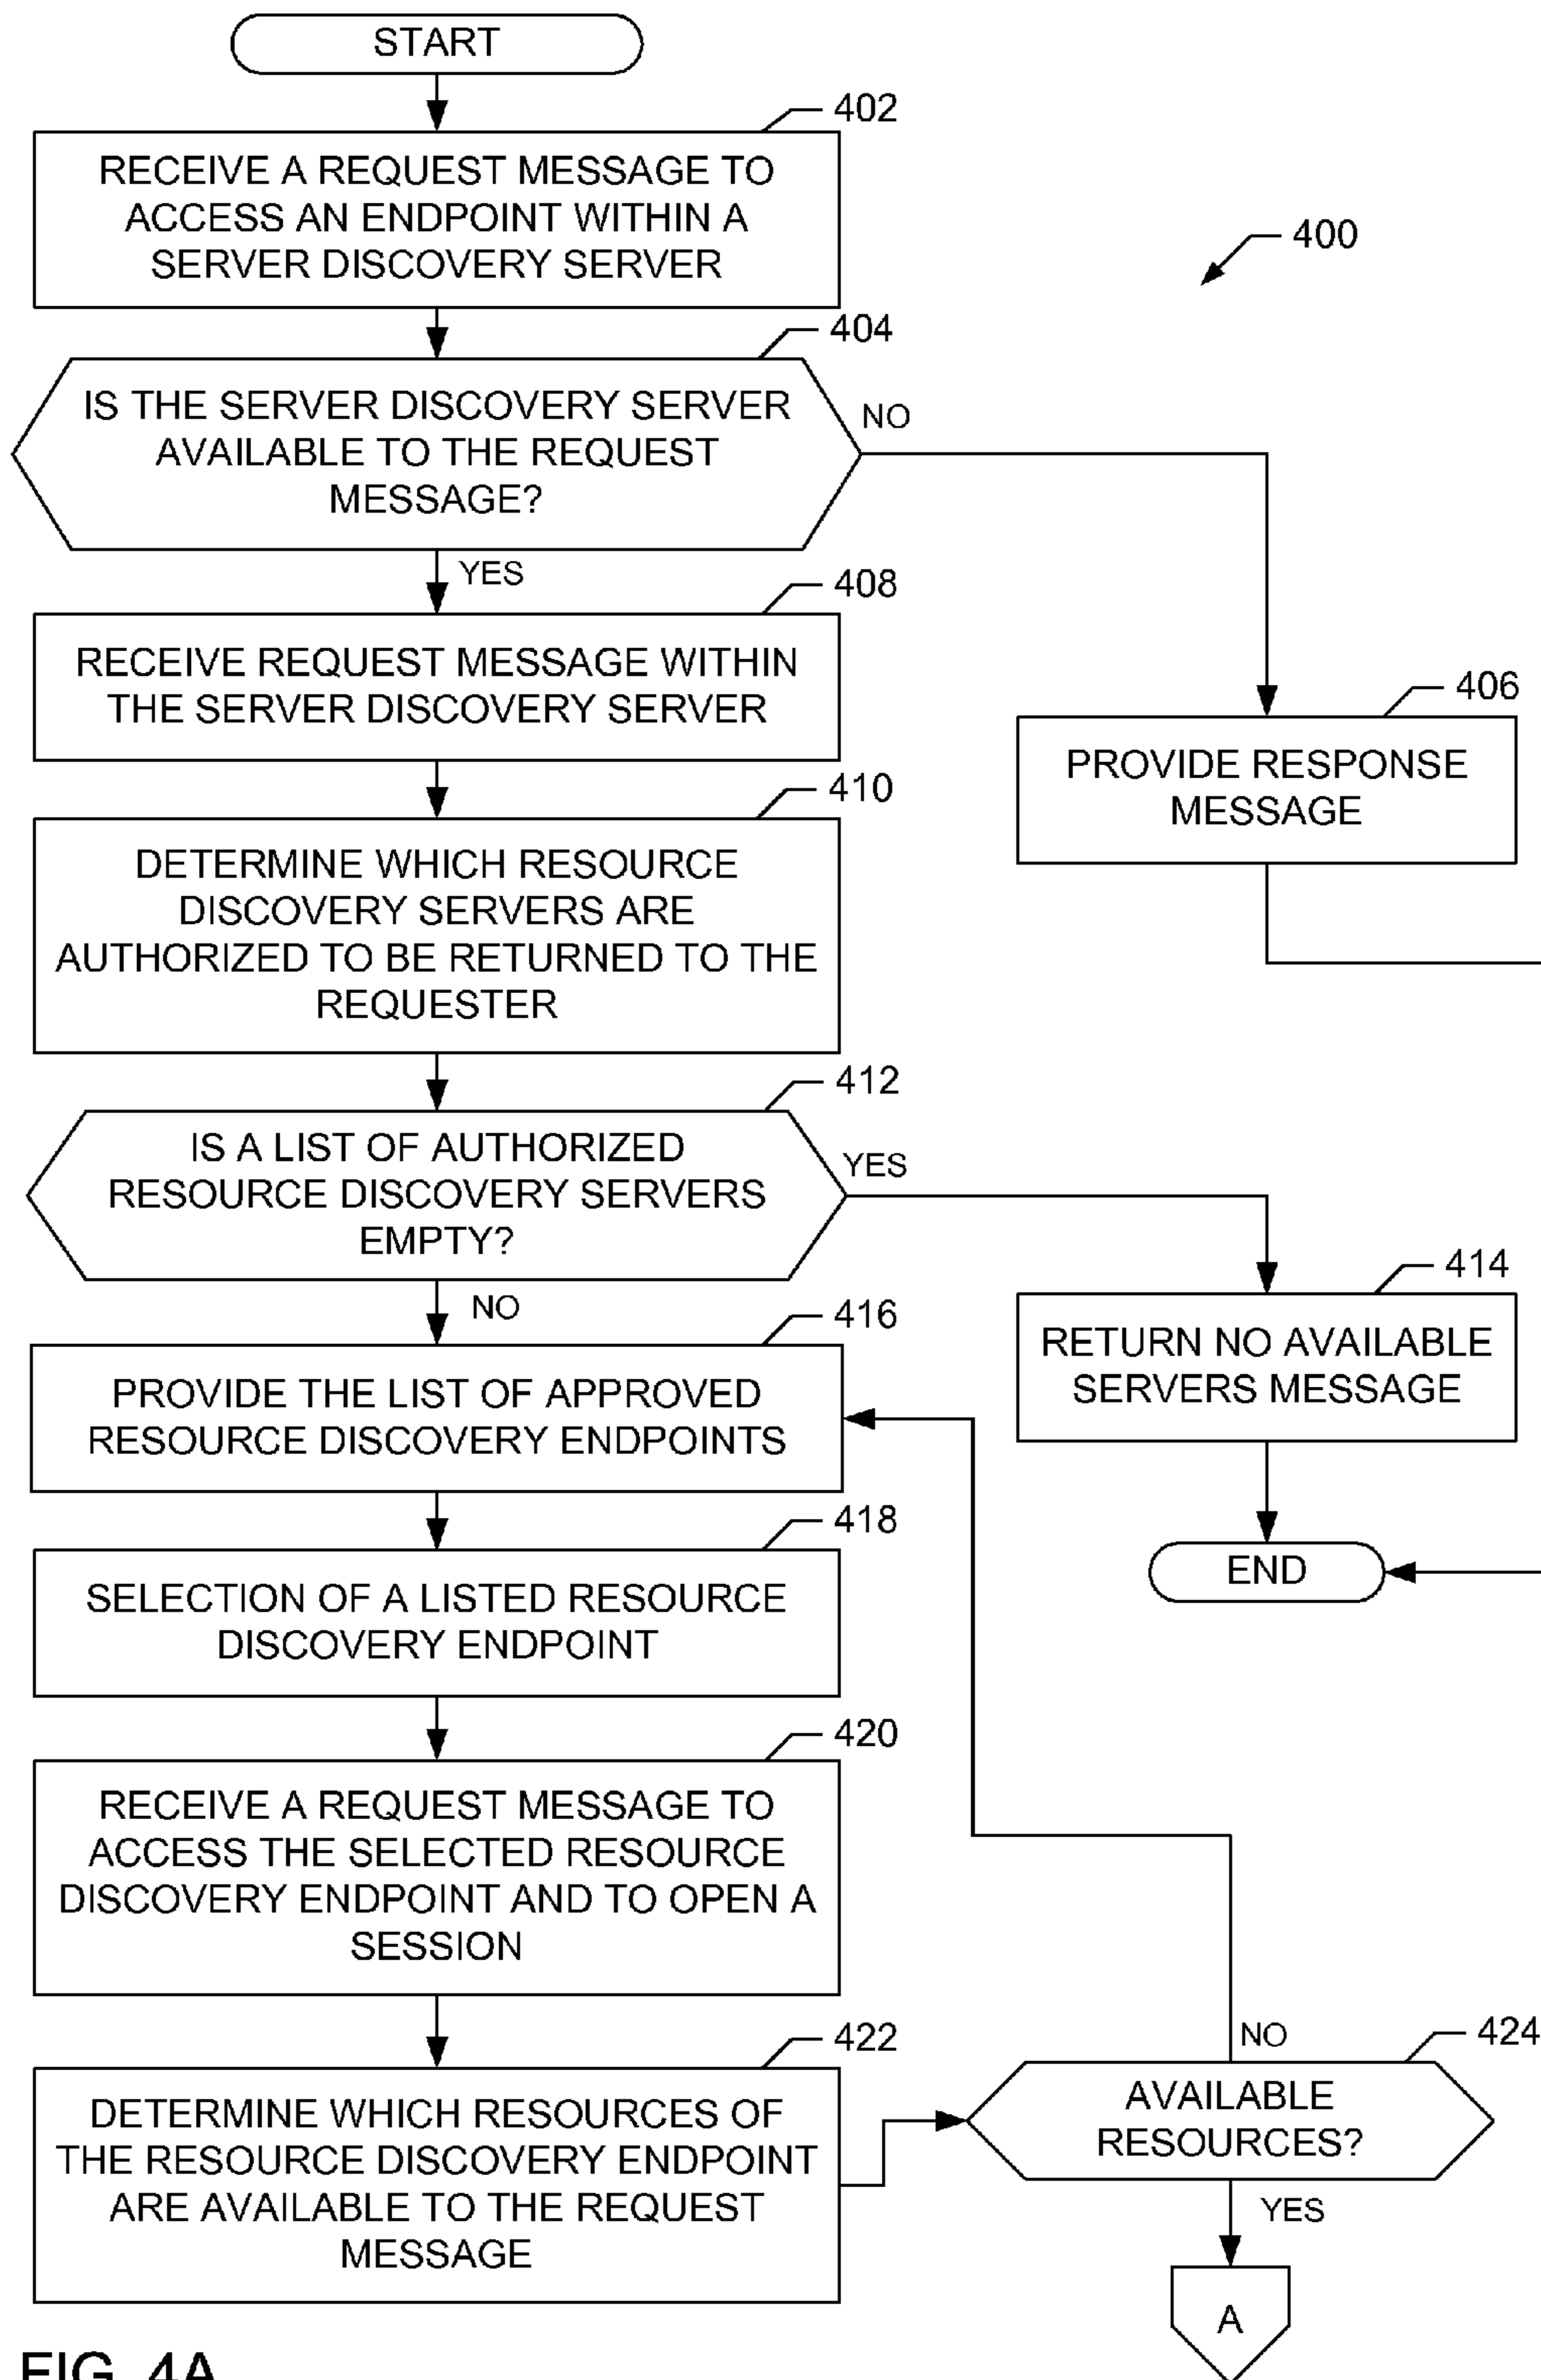 START
402
RECEIVE A REQUEST MESSAGE TO
ACCESS AN ENDPOINT WITHIN A
SERVER DISCOVERY SERVER
400
404
IS THE SERVER DISCOVERY SERVER
AVAILABLE TO THE REQUEST
MESSAGE?
NO
YES
408
RECEIVE REQUEST MESSAGE WITHIN
THE SERVER DISCOVERY SERVER
406
PROVIDE RESPONSE
MESSAGE
410
DETERMINE WHICH RESOURCE
DISCOVERY SERVERS ARE
AUTHORIZED TO BE RETURNED TO THE
REQUESTER
412
IS A LIST OF AUTHORIZED
RESOURCE DISCOVERY SERVERS
EMPTY?
YES
NO
414
RETURN NO AVAILABLE
SERVERS MESSAGE
416
PROVIDE THE LIST OF APPROVED
RESOURCE DISCOVERY ENDPOINTS
418
SELECTION OF A LISTED RESOURCE
DISCOVERY ENDPOINT
END
420
RECEIVE A REQUEST MESSAGE TO
ACCESS THE SELECTED RESOURCE
DISCOVERY ENDPOINT AND TO OPEN A
SESSION
422
DETERMINE WHICH RESOURCES OF
THE RESOURCE DISCOVERY ENDPOINT
ARE AVAILABLE TO THE REQUEST
MESSAGE
NO
424
AVAILABLE
RESOURCES?
YES
A
FIG. 4A